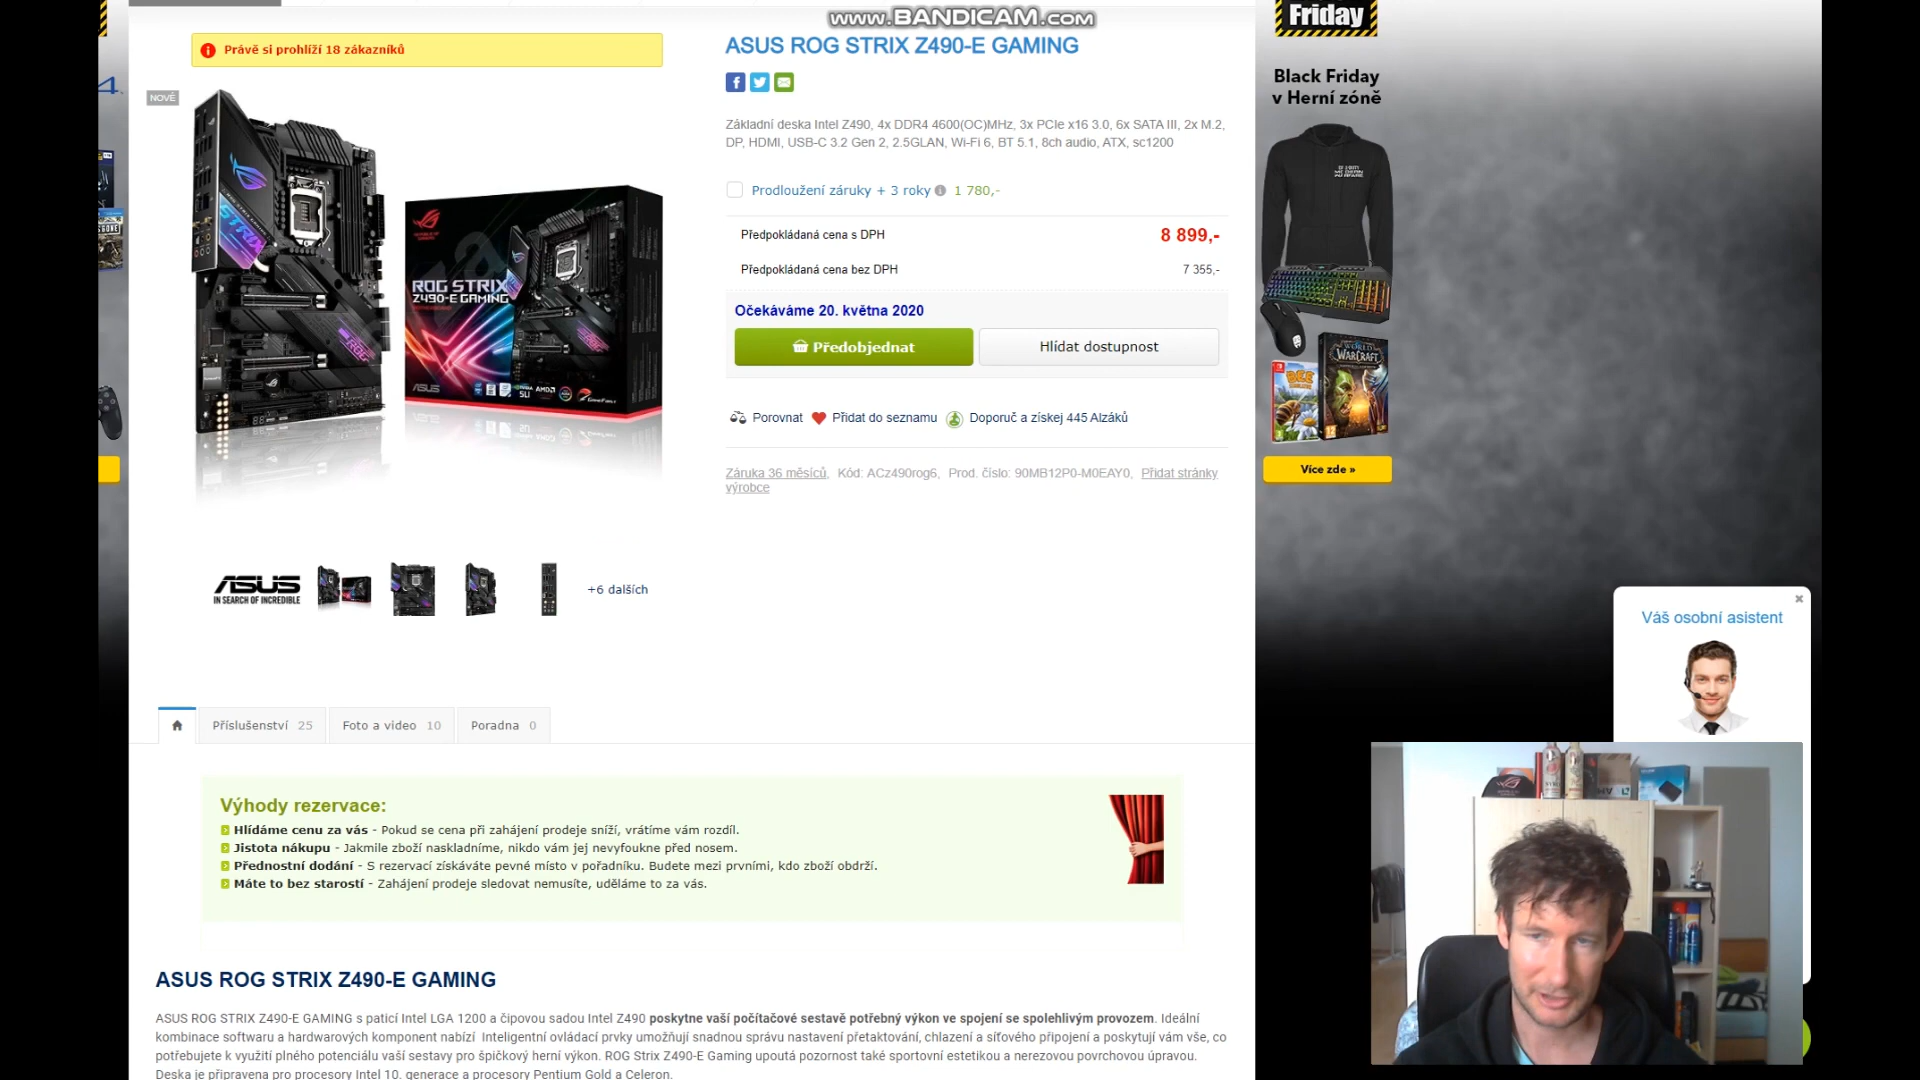 www.BANDICAM.com
Právě si prohlíží 18 zákazníků
NOVÉ
ROG STRIX
Z490-E GAMING
ASUS
ASUS
IN SEARCH OF INCREDIBLE
+6 dalších
ASUS ROG STRIX Z490-E GAMING
Základní deska Intel Z490, 4x DDR4 4600(OC)MHz, 3x PCIe x16 3.0, 6x SATA III, 2x M.2,
DP, HDMI, USB-C 3.2 Gen 2, 2.5GLAN, Wi-Fi 6, BT 5.1, 8ch audio, ATX, sc1200
Prodloužení záruky + 3 roky 1 780,-
Předpokládaná cena s DPH 8 899,-
Předpokládaná cena bez DPH 7 355,-
Očekáváme 20. května 2020
Předobjednat Hlídat dostupnost
Porovnat Přidat do seznamu Doporuč a získej 445 Alzáků
Záruka 36 měsíců, Kód: ACz490rog6, Prod. číslo: 90MB12P0-M0EAY0, Přidat stránky
výrobce
Friday
Black Friday
v Herní zóně
WORLD
WARCRAFT
BEE
Více zde »
Váš osobní asistent
Příslušenství 25 Foto a video 10 Poradna 0
Výhody rezervace:
Hlídáme cenu za vás - Pokud se cena při zahájení prodeje sníží, vrátíme vám rozdíl.
Jistota nákupu - Jakmile zboží naskladníme, nikdo vám jej nevyfoukne před nosem.
Přednostní dodání - S rezervací získáváte pevné místo v pořadníku. Budete mezi prvními, kdo zboží obdrží.
Máte to bez starostí - Zahájení prodeje sledovat nemusíte, uděláme to za vás.
ASUS ROG STRIX Z490-E GAMING
ASUS ROG STRIX Z490-E GAMING s paticí Intel LGA 1200 a čipovou sadou Intel Z490 poskytne vaší počítačové sestavě potřebný výkon ve spojení se spolehlivým provozem. Ideální
kombinace softwaru a hardwarových komponent nabízí Inteligentní ovládací prvky umožňují snadnou správu nastavení přetaktování, chlazení a síťového připojení a poskytují vám vše, co
potřebujete k využití plného potenciálu vaší sestavy pro špičkový herní výkon. ROG Strix Z490-E Gaming upoutá pozornost také sportovní estetikou a nerezovou povrchovou úpravou.
Deska je připravena pro procesory Intel 10. generace a procesory Pentium Gold a Celeron.